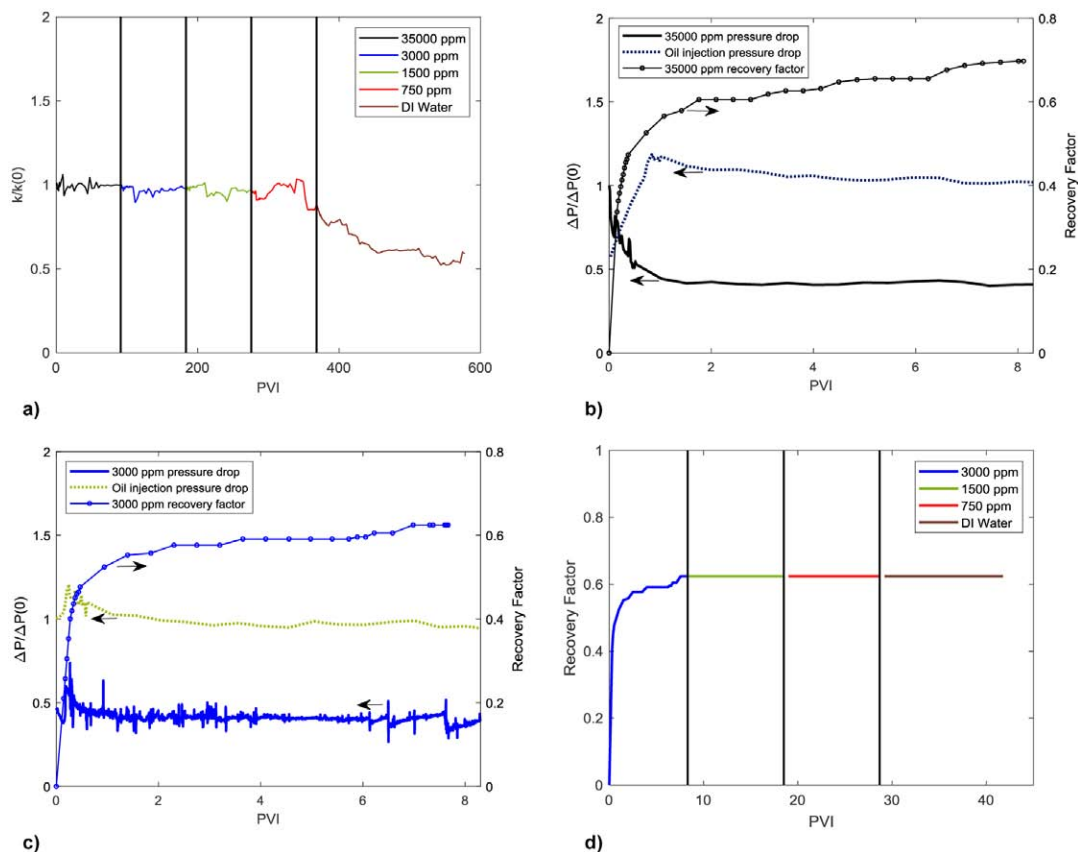 2
1.5
1
0.5
0
k/k(0)
35000 ppm
3000 ppm
1500 ppm
750 ppm
DI Water
0 200 400 600
PVI
a)
2
1.5
1
0.5
0
ΔP/ΔP(0)
35000 ppm pressure drop
Oil injection pressure drop
35000 ppm recovery factor
0.8
0.6
0.4
0.2
0
Recovery Factor
0 2 4 6 8
PVI
b)
2
1.5
1
0.5
0
ΔP/ΔP(0)
3000 ppm pressure drop
Oil injection pressure drop
3000 ppm recovery factor
0.8
0.6
0.4
0.2
0
Recovery Factor
0 2 4 6 8
PVI
c)
1
0.8
0.6
0.4
0.2
0
Recovery Factor
3000 ppm
1500 ppm
750 ppm
DI Water
0 10 20 30 40
PVI
d)